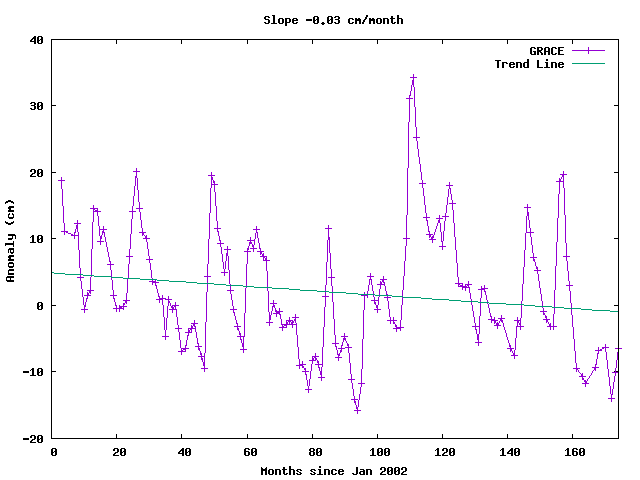 Slope -0.03 cm/month
40
30
20
10
0
-10
-20
Anomaly (cm)
GRACE
Trend Line
0 20 40 60 80 100 120 140 160
Months since Jan 2002